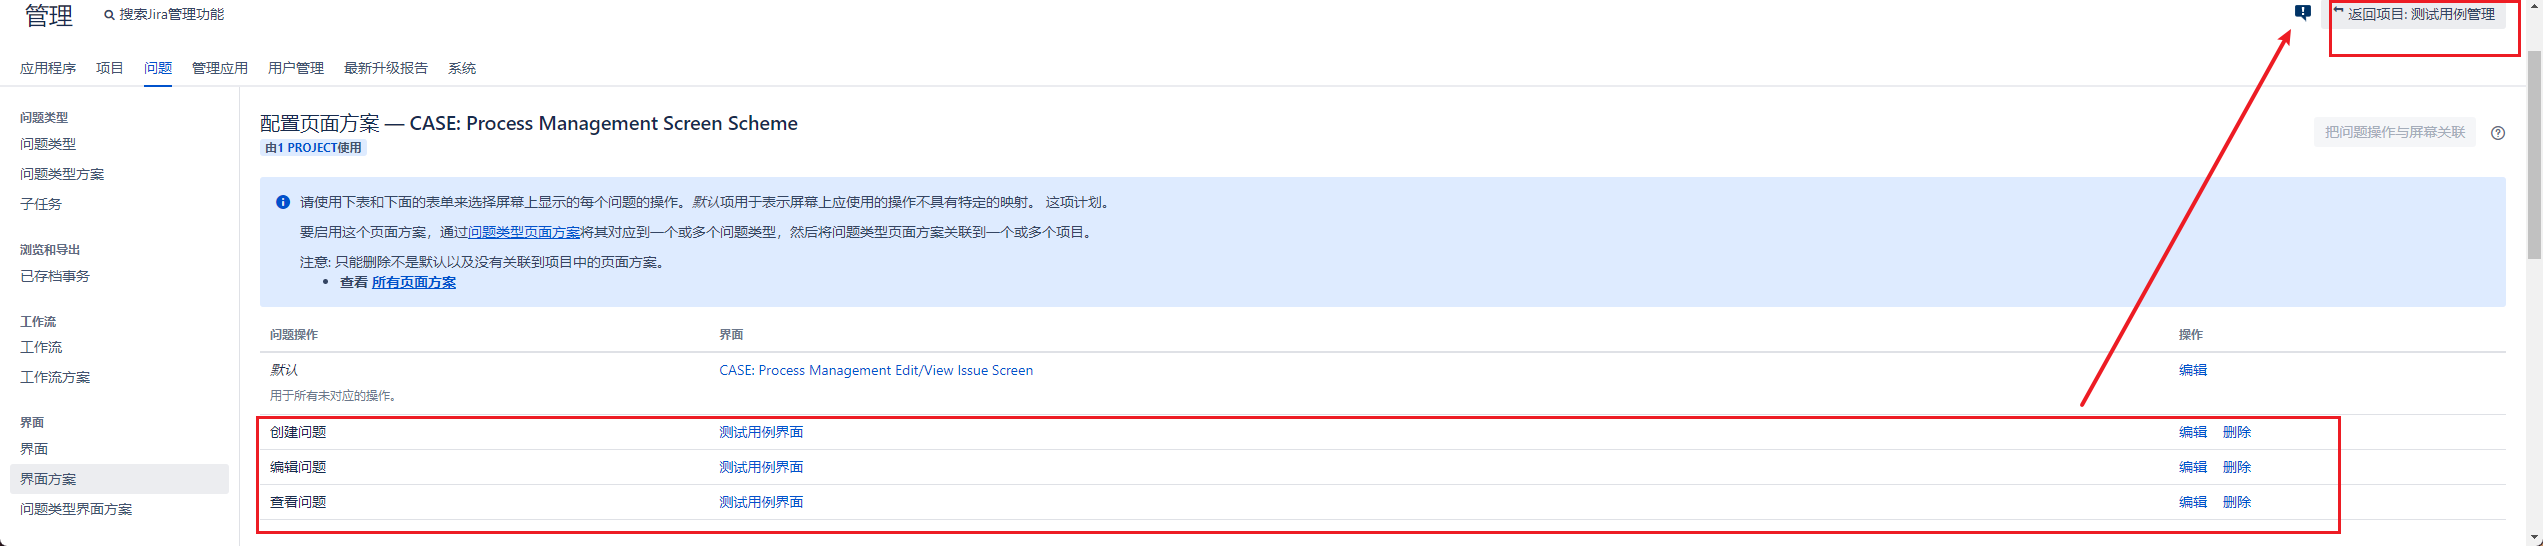 管理
搜索Jira管理功能
返回项目: 测试用例管理
应用程序 项目 问题 管理应用 用户管理 最新升级报告 系统
问题类型
问题类型
问题类型方案
子任务
浏览和导出
已存档事务
工作流
工作流
工作流方案
界面
界面
界面方案
问题类型界面方案
配置页面方案 — CASE: Process Management Screen Scheme
由1 PROJECT使用
把问题操作与屏幕关联
请使用下表和下面的表单来选择屏幕上显示的每个问题的操作。默认项用于表示屏幕上应使用的操作不具有特定的映射。 这项计划。
要启用这个页面方案，通过问题类型页面方案将其对应到一个或多个问题类型，然后将问题类型页面方案关联到一个或多个项目。
注意: 只能删除不是默认以及没有关联到项目中的页面方案。
• 查看 所有页面方案
问题操作 界面 操作
默认 CASE: Process Management Edit/View Issue Screen 编辑
用于所有未对应的操作。
创建问题 测试用例界面 编辑 删除
编辑问题 测试用例界面 编辑 删除
查看问题 测试用例界面 编辑 删除